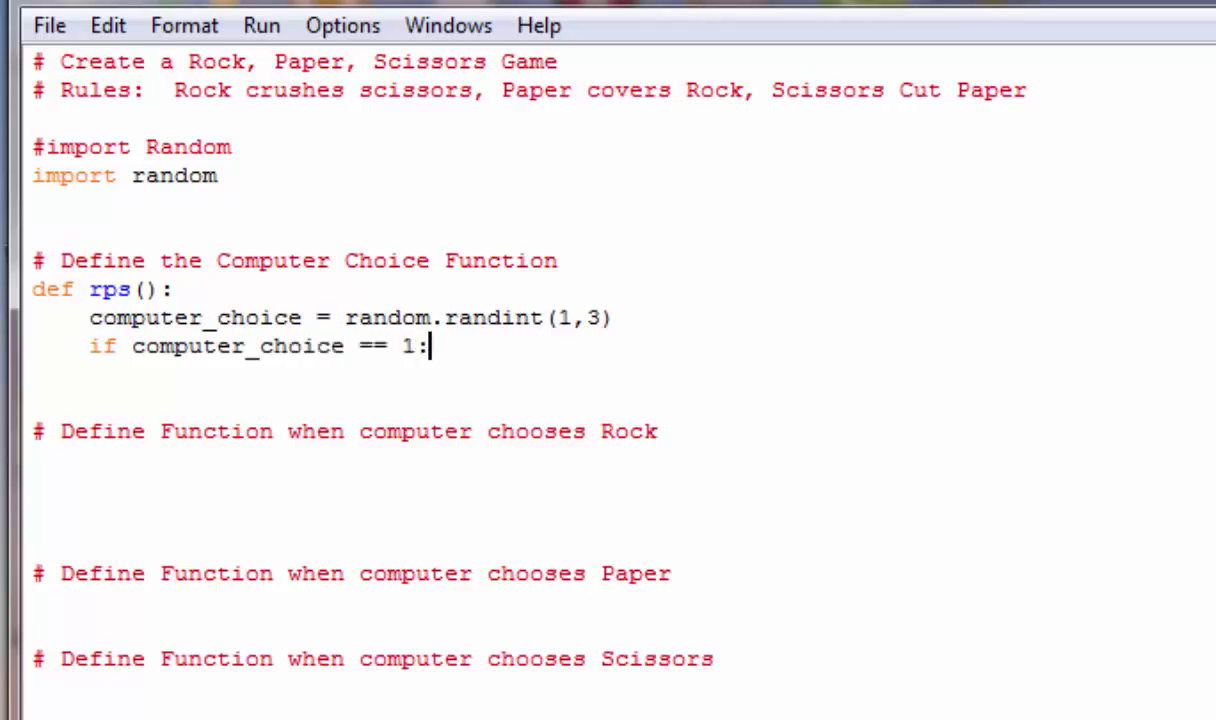 File Edit Format Run Options Windows Help
# Create a Rock, Paper, Scissors Game
# Rules:  Rock crushes scissors, Paper covers Rock, Scissors Cut Paper
#import Random
import random
# Define the Computer Choice Function
def rps():
    computer_choice = random.randint(1,3)
    if computer_choice == 1:
# Define Function when computer chooses Rock
# Define Function when computer chooses Paper
# Define Function when computer chooses Scissors